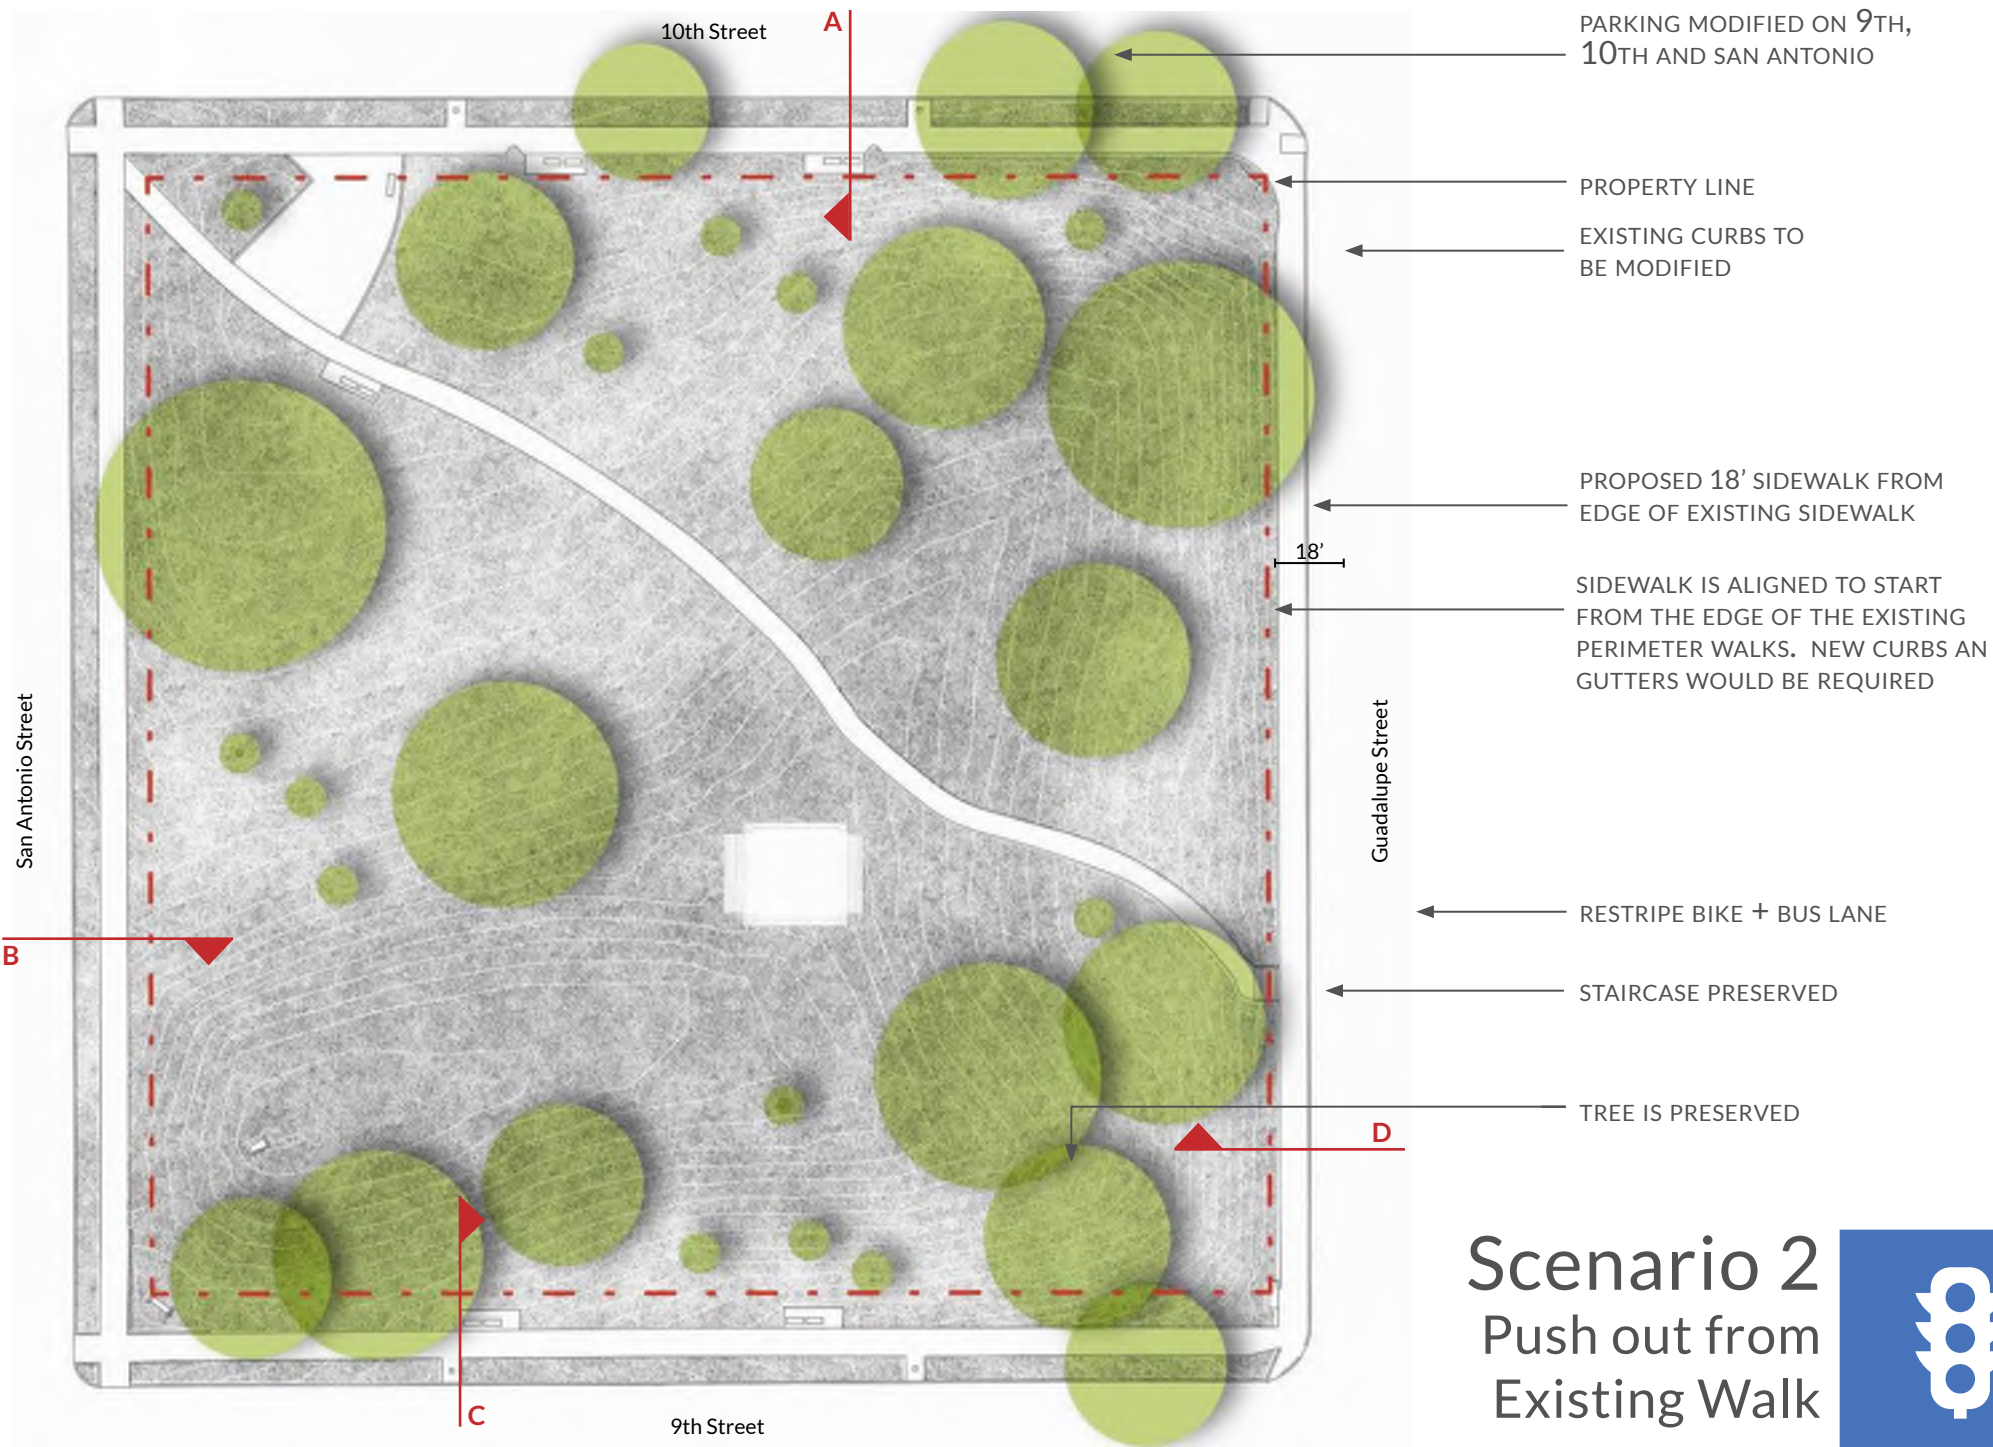 10th Street
A
PARKING MODIFIED ON 9TH,
10TH AND SAN ANTONIO
PROPERTY LINE
EXISTING CURBS TO
BE MODIFIED
PROPOSED 18’ SIDEWALK FROM
EDGE OF EXISTING SIDEWALK
18’
SIDEWALK IS ALIGNED TO START
FROM THE EDGE OF THE EXISTING
PERIMETER WALKS. NEW CURBS AN
GUTTERS WOULD BE REQUIRED
San Antonio Street
Guadalupe Street
RESTRIPE BIKE + BUS LANE
B
STAIRCASE PRESERVED
TREE IS PRESERVED
D
C
9th Street
Scenario 2
Push out from
Existing Walk